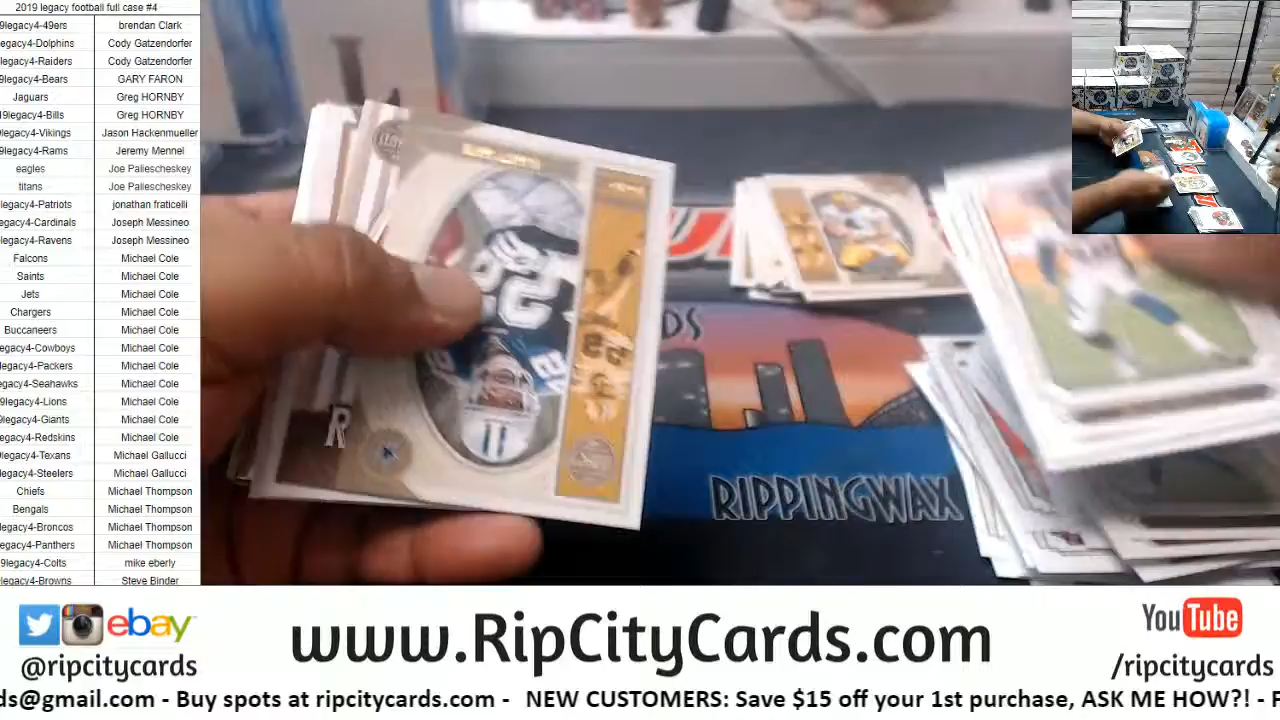 2019 legacy football full case #4
9legacy4-49ers brendan Clark
legacy4-Dolphins Cody Gatzendorfer
legacy4-Raiders Cody Gatzendorfer
9legacy4-Bears GARY FARON
Jaguars Greg HORNBY
19legacy4-Bills Greg HORNBY
legacy4-Vikings Jason Hackenmueller
9legacy4-Rams Jeremy Mennel
eagles Joe Paliescheskey
titans Joe Paliescheskey
legacy4-Patriots jonathan fraticelli
legacy4-Cardinals Joseph Messineo
legacy4-Ravens Joseph Messineo
Falcons Michael Cole
Saints Michael Cole
Jets Michael Cole
Chargers Michael Cole
Buccaneers Michael Cole
legacy4-Cowboys Michael Cole
legacy4-Packers Michael Cole
egacy4-Seahawks Michael Cole
9legacy4-Lions Michael Cole
9legacy4-Giants Michael Cole
egacy4-Redskins Michael Cole
legacy4-Texans Michael Gallucci
legacy4-Steelers Michael Gallucci
Chiefs Michael Thompson
Bengals Michael Thompson
legacy4-Broncos Michael Thompson
egacy4-Panthers Michael Thompson
9legacy4-Colts mike eberly
legacy4-Browns Steve Binder
R
DS
RIPPINGWAX
ebay
@ripcitycards
www.RipCityCards.com
YouTube
/ripcitycards
ds@gmail.com - Buy spots at ripcitycards.com - NEW CUSTOMERS: Save $15 off your 1st purchase, ASK ME HOW?! - F